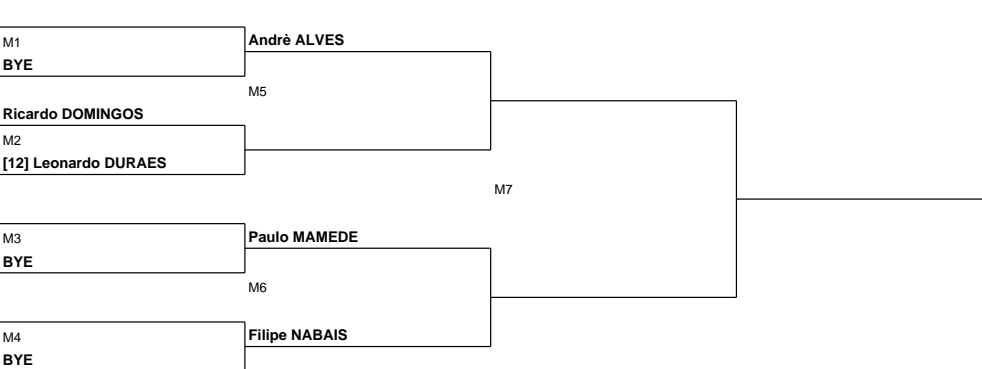 M1
BYE
Andrè ALVES
M5
Ricardo DOMINGOS
M2
[12] Leonardo DURAES
M7
M3
BYE
Paulo MAMEDE
M6
M4
BYE
Filipe NABAIS